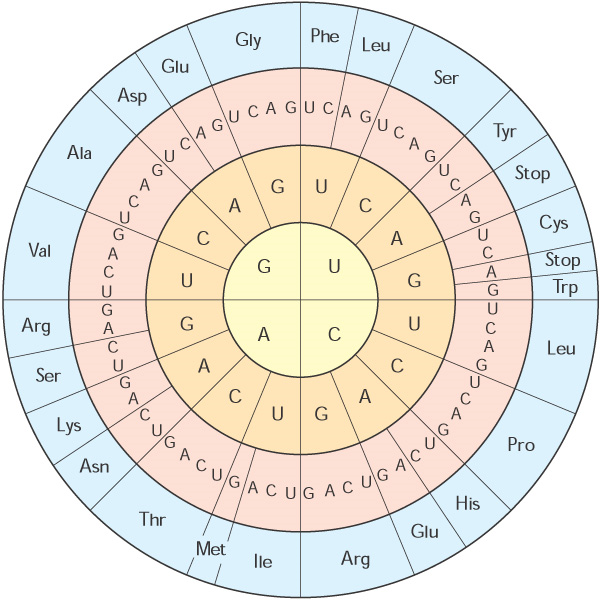 Phe
Leu
Ser
Tyr
Stop
Cys
Stop
Trp
Leu
Pro
His
Glu
Arg
Ile
Met
Thr
Asn
Lys
Ser
Arg
Val
Ala
Asp
Glu
Gly
U C A G U C A G U C A G U C A G
U C A G U C A G U C A G U C A G
U C A G U C A G U C A G U C A G
U C A G U C A G U C A G U C A G
U C A G
U C A G
U C A G
U C A G
G U
A C